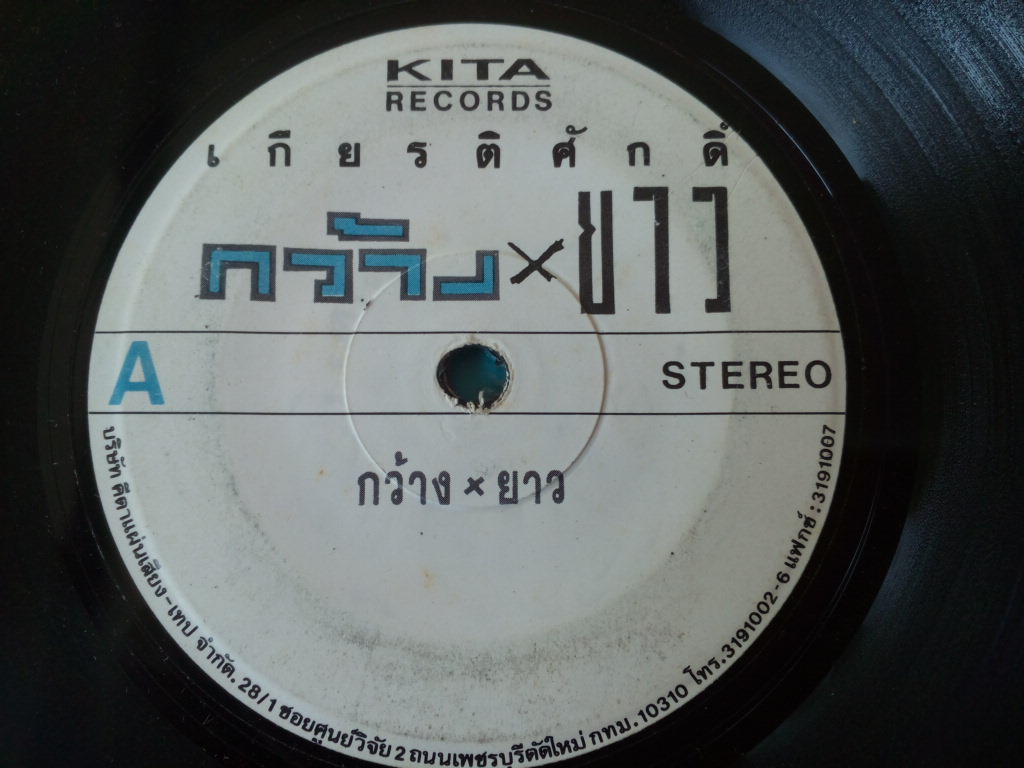 KITA
RECORDS
เกียรติศักดิ์
กว้าง × ยาว
A
STEREO
กว้าง × ยาว
บริษัท คีตาแผ่นเสียง-เทป จำกัด. 28/1 ซอยศูนย์วิจัย 2 ถนนเพชรบุรีตัดใหม่ กทม. 10310 โทร. 3191002-6 แฟกซ์ : 3191007